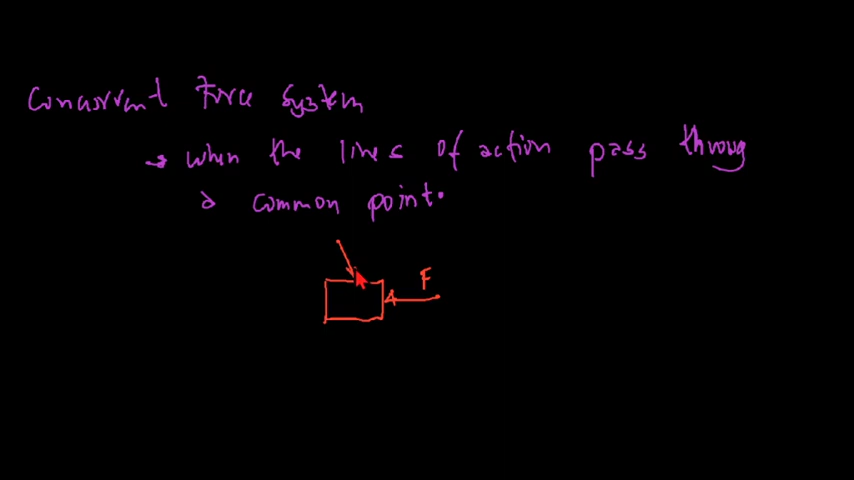 Concurrent Force System
→ when the lines of action pass throug
a common point.
F